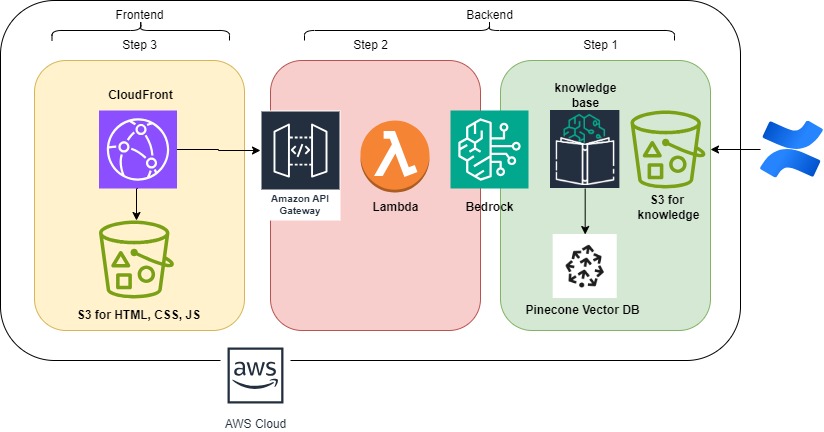 Frontend
Backend
Step 3
Step 2
Step 1
CloudFront
knowledge
base
Amazon API
Gateway
Lambda
Bedrock
S3 for
knowledge
S3 for HTML, CSS, JS
Pinecone Vector DB
aws
AWS Cloud